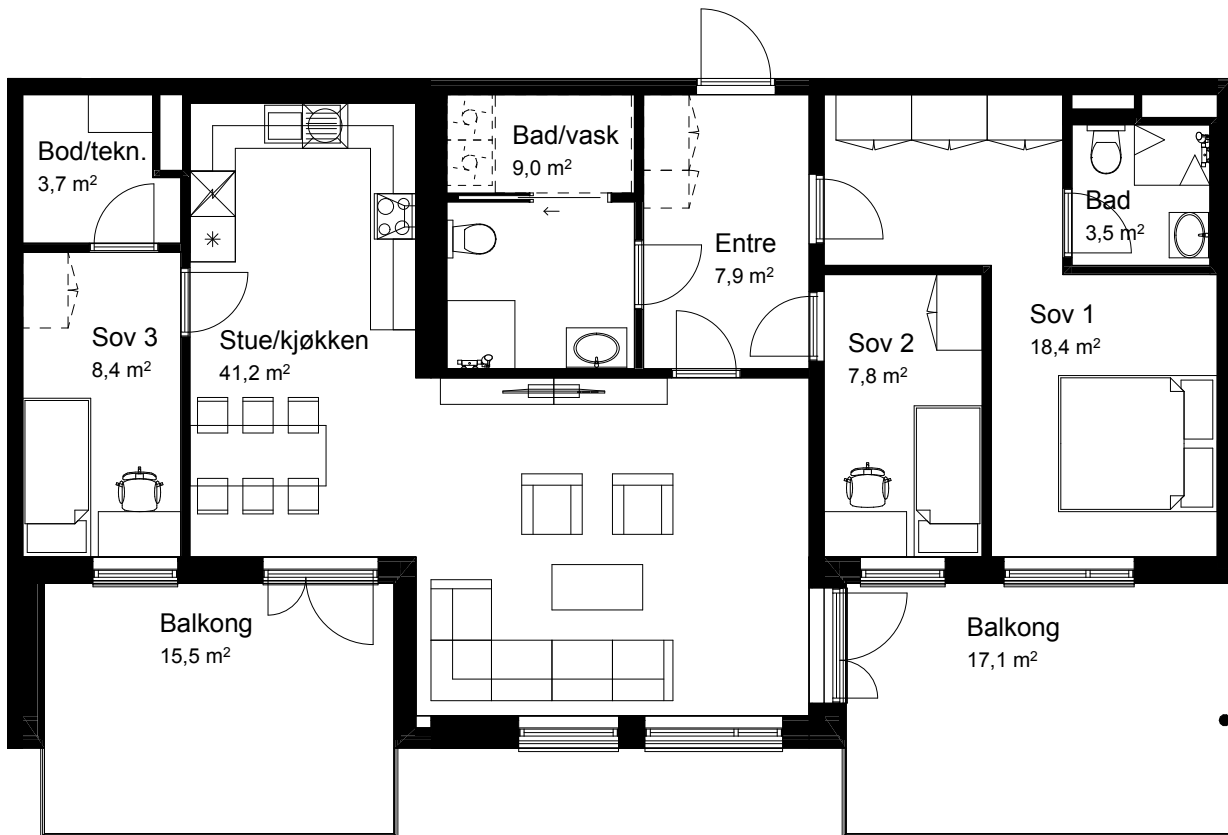 Bod/tekn.
3,7 m²
Bad/vask
9,0 m²
Bad
3,5 m²
Entre
7,9 m²
Sov 3
8,4 m²
Stue/kjøkken
41,2 m²
Sov 2
7,8 m²
Sov 1
18,4 m²
Balkong
15,5 m²
Balkong
17,1 m²